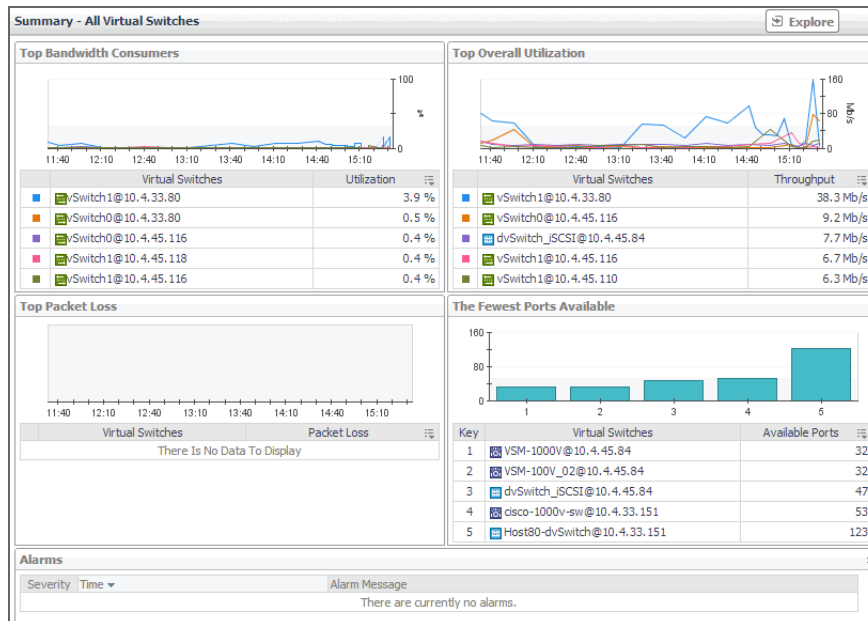 Summary - All Virtual Switches
Explore
Top Bandwidth Consumers
100
0
%
11:40 12:10 12:40 13:10 13:40 14:10 14:40 15:10
Virtual Switches Utilization
vSwitch1@10.4.33.80 3.9 %
vSwitch0@10.4.33.80 0.5 %
vSwitch0@10.4.45.116 0.4 %
vSwitch1@10.4.45.118 0.4 %
vSwitch1@10.4.45.116 0.4 %
Top Overall Utilization
160
80
0
Mb/s
11:40 12:10 12:40 13:10 13:40 14:10 14:40 15:10
Virtual Switches Throughput
vSwitch1@10.4.33.80 38.3 Mb/s
vSwitch0@10.4.45.116 9.2 Mb/s
dvSwitch_iSCSI@10.4.45.84 7.7 Mb/s
vSwitch1@10.4.45.116 6.7 Mb/s
vSwitch1@10.4.45.110 6.3 Mb/s
Top Packet Loss
11:40 12:10 12:40 13:10 13:40 14:10 14:40 15:10
Virtual Switches Packet Loss
There Is No Data To Display
The Fewest Ports Available
160
80
0
1 2 3 4 5
Key Virtual Switches Available Ports
1 VSM-1000V@10.4.45.84 32
2 VSM-100V_02@10.4.45.84 32
3 dvSwitch_iSCSI@10.4.45.84 47
4 cisco-1000v-sw@10.4.33.151 53
5 Host80-dvSwitch@10.4.33.151 123
Alarms
Severity Time Alarm Message
There are currently no alarms.